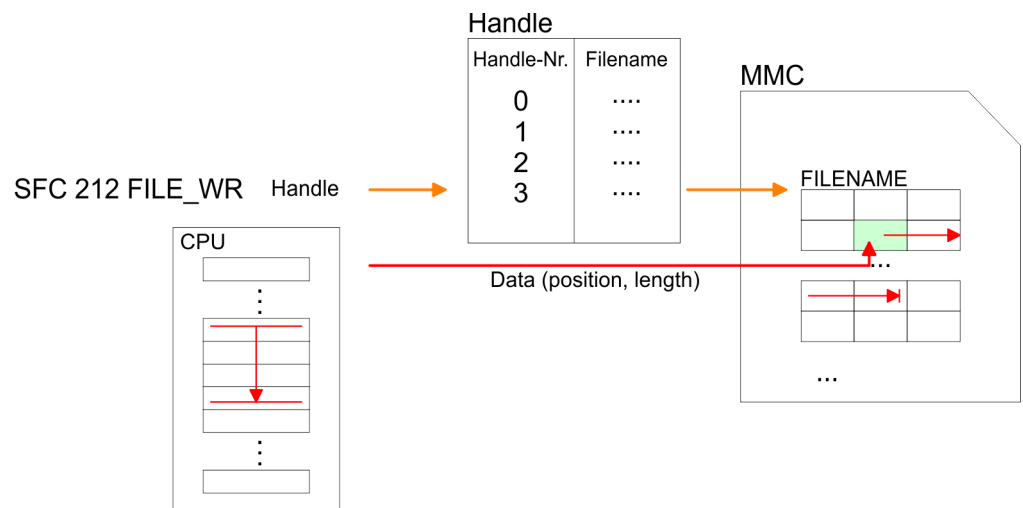 Handle
Handle-Nr. Filename
0 ....
1 ....
2 ....
3 ....
MMC
FILENAME
...
...
SFC 212 FILE_WR Handle
CPU
Data (position, length)